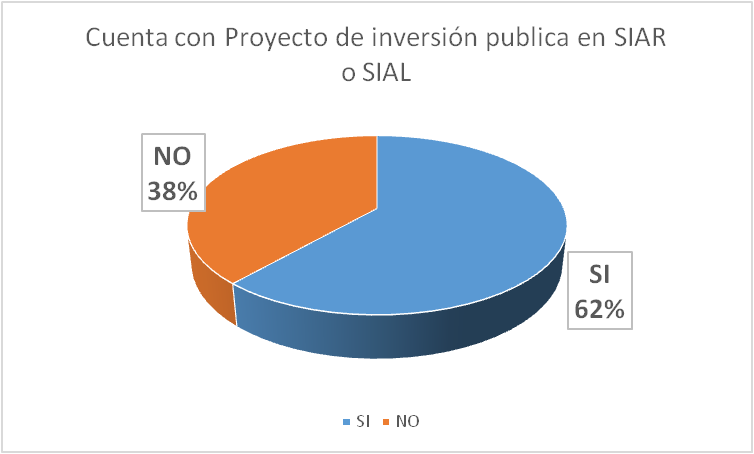 Cuenta con Proyecto de inversión publica en SIAR
o SIAL
NO
38%
SI
62%
SI NO